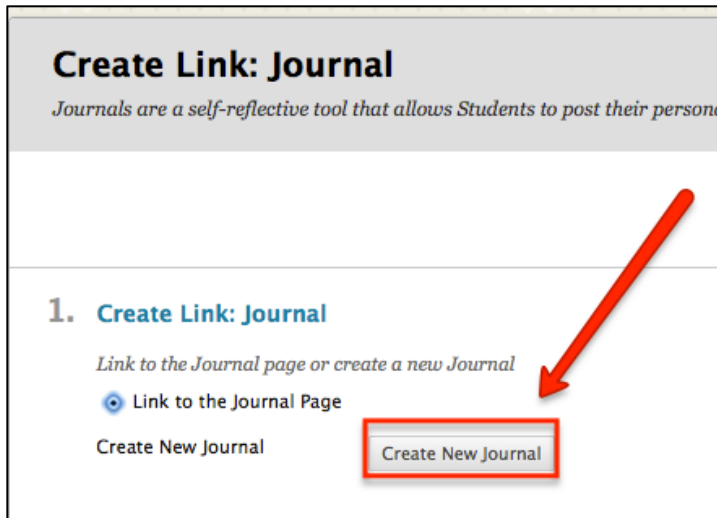 Create Link: Journal
Journals are a self-reflective tool that allows Students to post their
1. Create Link: Journal
Link to the Journal page or create a new Journal
Link to the Journal Page
Create New Journal
Create New Journal